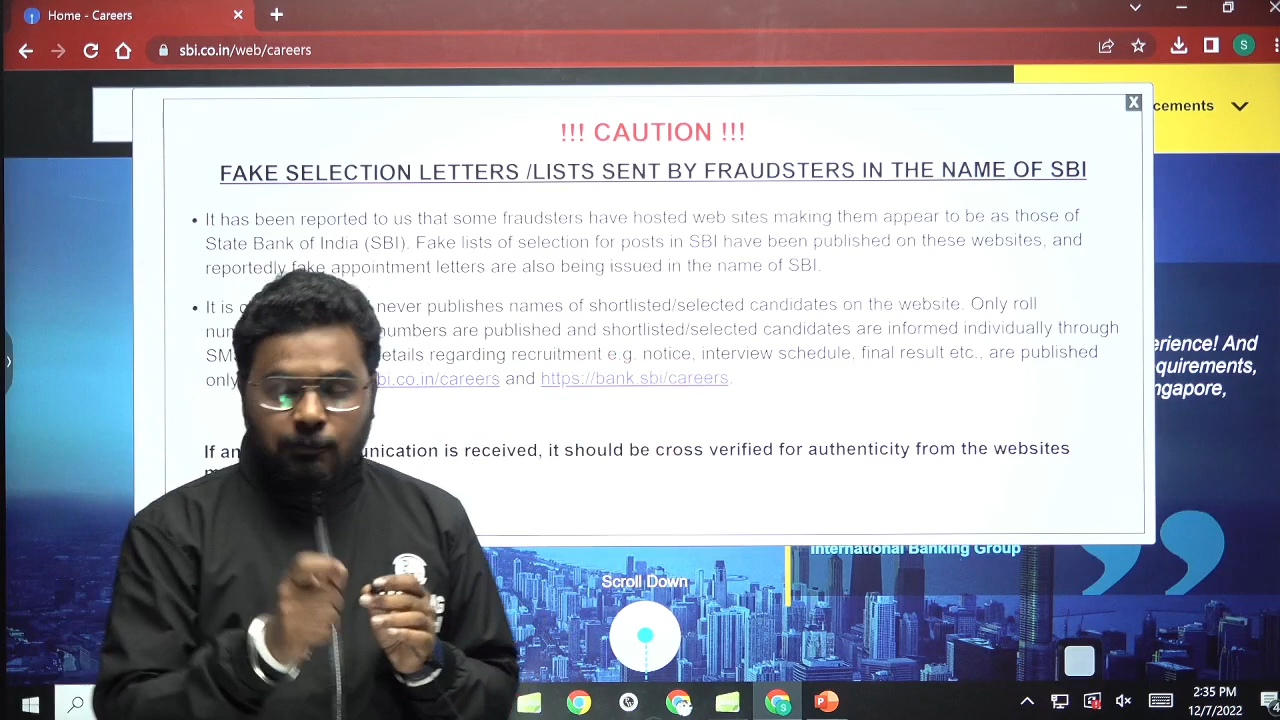 Home - Careers
sbi.co.in/web/careers
S
cements
X
!!! CAUTION !!!
FAKE SELECTION LETTERS /LISTS SENT BY FRAUDSTERS IN THE NAME OF SBI
• It has been reported to us that some fraudsters have hosted web sites making them appear to be as those of
State Bank of India (SBI). Fake lists of selection for posts in SBI have been published on these websites, and
reportedly fake appointment letters are also being issued in the name of SBI.
• It is never publishes names of shortlisted/selected candidates on the website. Only roll
numbers are published and shortlisted/selected candidates are informed individually through
etails regarding recruitment e.g. notice, interview schedule, final result etc., are published
only bi.co.in/careers and https://bank.sbi/careers.
If an unication is received, it should be cross verified for authenticity from the websites
erience! And
quirements,
ngapore,
International Banking Group
Scroll Down
2:35 PM
12/7/2022